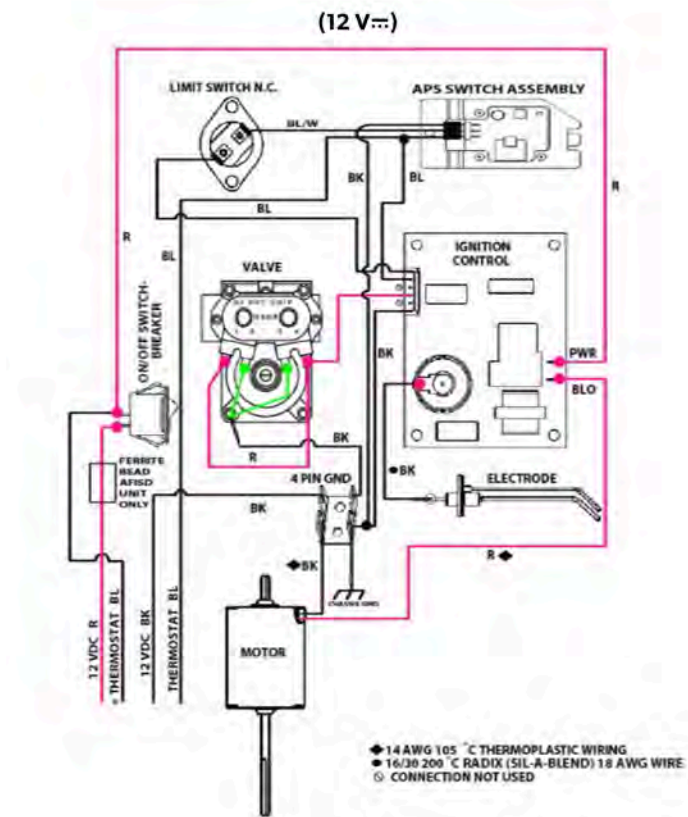 (12 V⎓)
LIMIT SWITCH N.C.
APS SWITCH ASSEMBLY
BL/W
BK
BL
R
BL
R
BL
IGNITION
CONTROL
VALVE
ON/OFF SWITCH-
BREAKER
BK
PWR
BLO
BK
R
FERRITE
BEAD
AFISD
UNIT
ONLY
4 PIN GND
●BK
ELECTRODE
BK
R ◆
◆BK
CHASSIS GND
12 VDC R
THERMOSTAT BL
12 VDC BK
THERMOSTAT BL
MOTOR
◆ 14 AWG 105 °C THERMOPLASTIC WIRING
● 16/30 200 °C RADIX (SIL-A-BLEND) 18 AWG WIRE
⦸ CONNECTION NOT USED